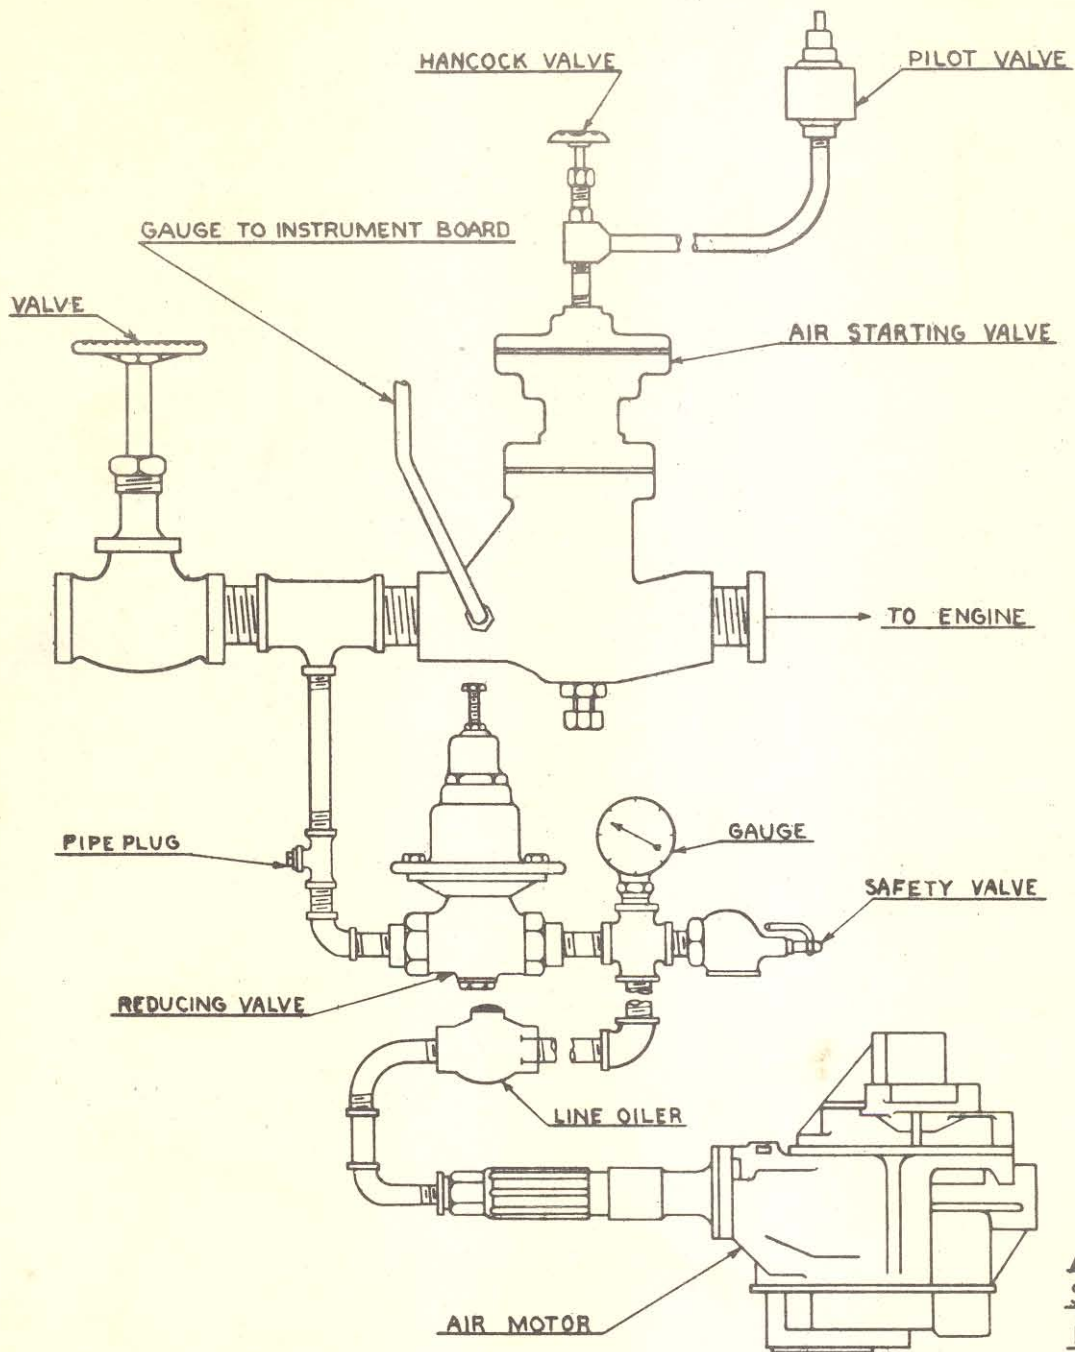 HANCOCK VALVE
PILOT VALVE
GAUGE TO INSTRUMENT BOARD
VALVE
AIR STARTING VALVE
TO ENGINE
PIPE PLUG
GAUGE
SAFETY VALVE
REDUCING VALVE
LINE OILER
AIR MOTOR